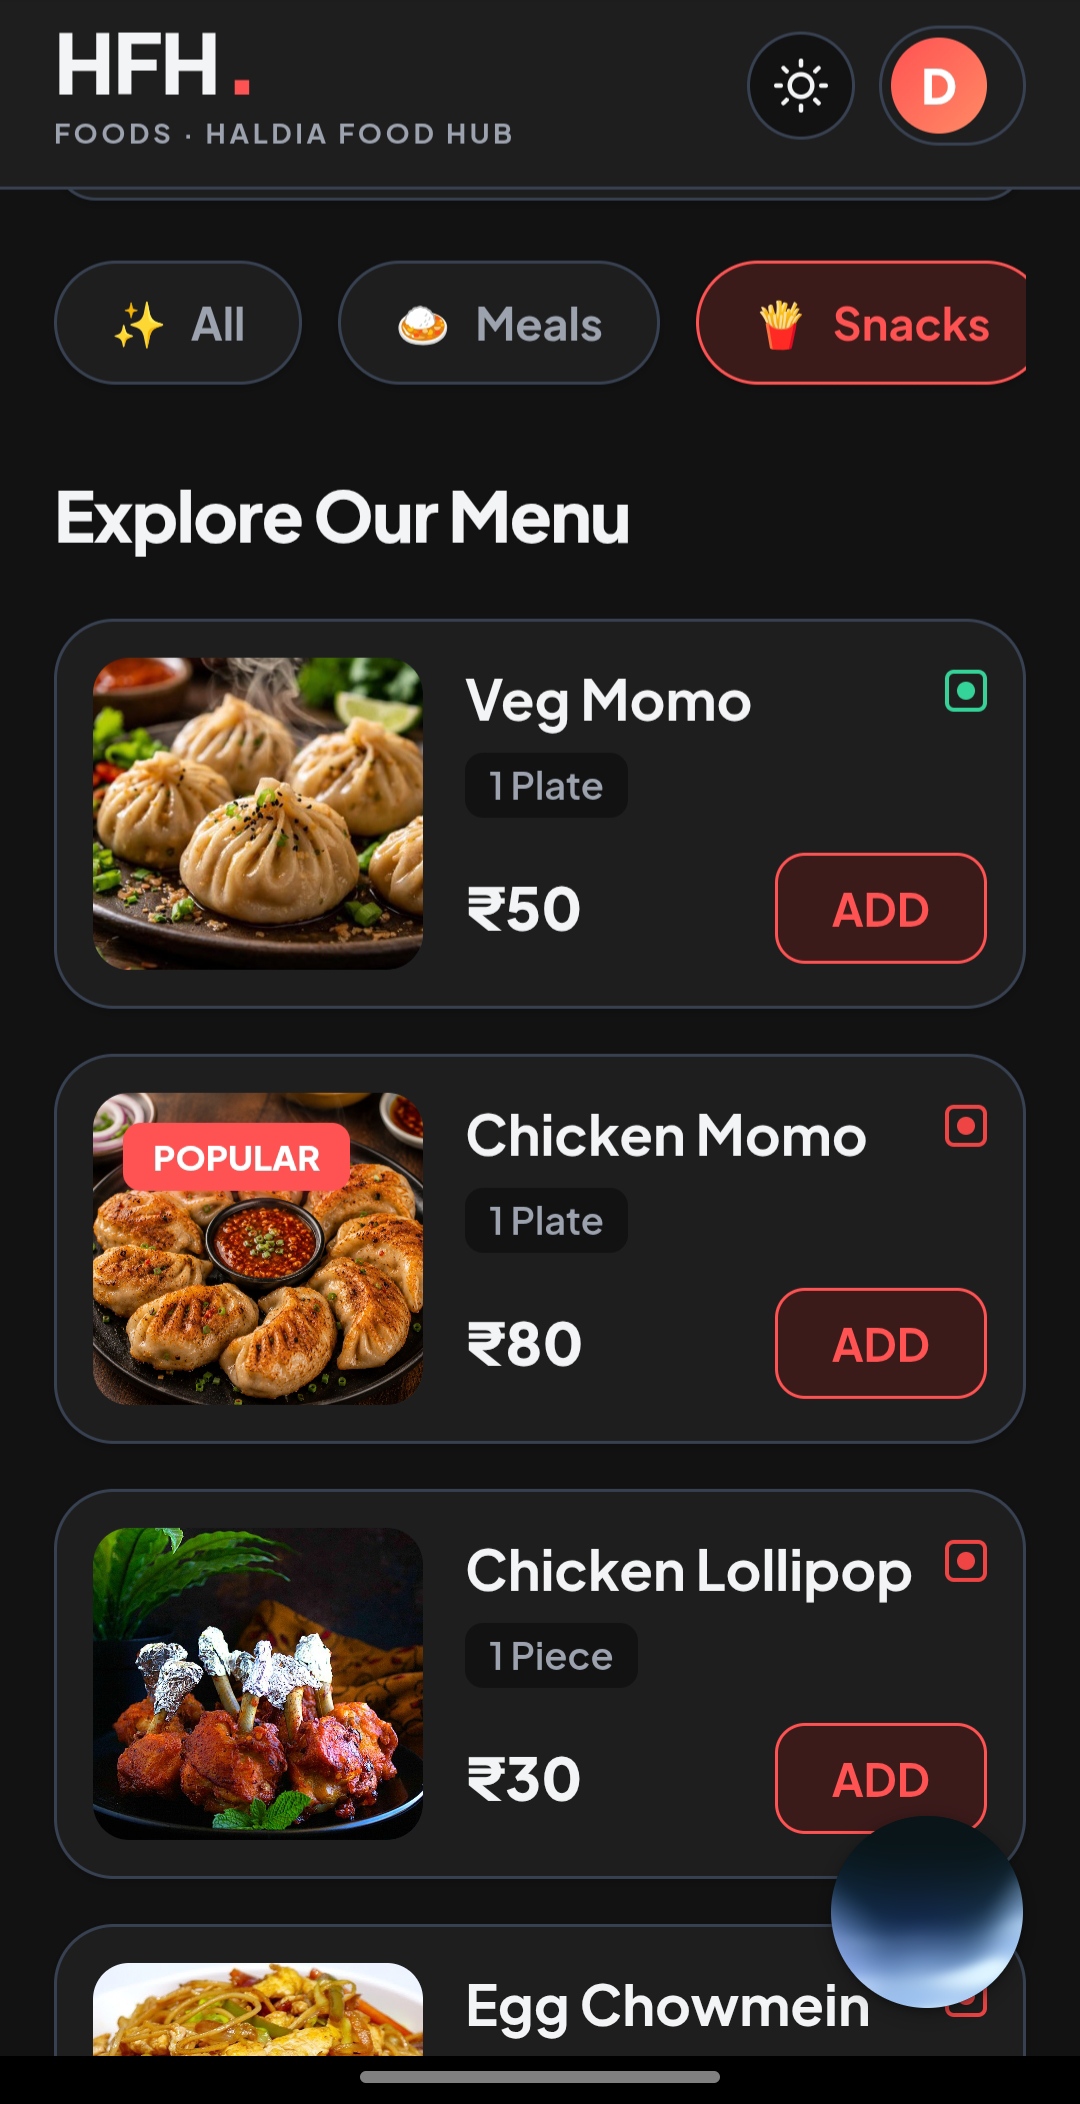 HFH.
FOODS · HALDIA FOOD HUB
D
✨ All
🍛 Meals
🍟 Snacks
Explore Our Menu
Veg Momo
1 Plate
₹50
ADD
POPULAR
Chicken Momo
1 Plate
₹80
ADD
Chicken Lollipop
1 Piece
₹30
ADD
Egg Chowmein